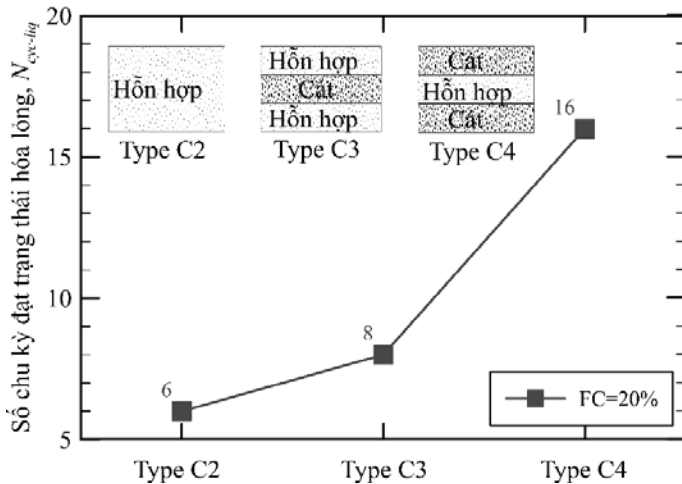 Số chu kỳ đạt trạng thái hóa lỏng, N_cyc-liq
20
15
10
5
Hỗn hợp
Type C2
Hỗn hợp
Cát
Hỗn hợp
Type C3
Cát
Hỗn hợp
Cát
Type C4
6
8
16
FC=20%
Type C2
Type C3
Type C4